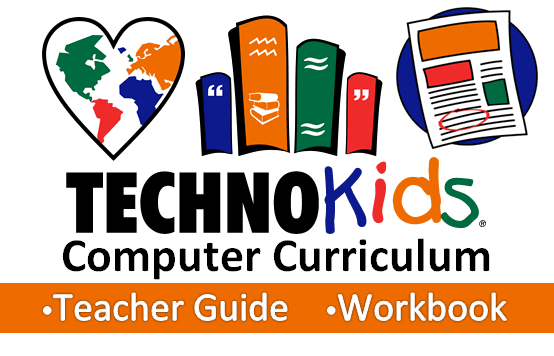 “ ”
TECHNOKids®
Computer Curriculum
•Teacher Guide •Workbook